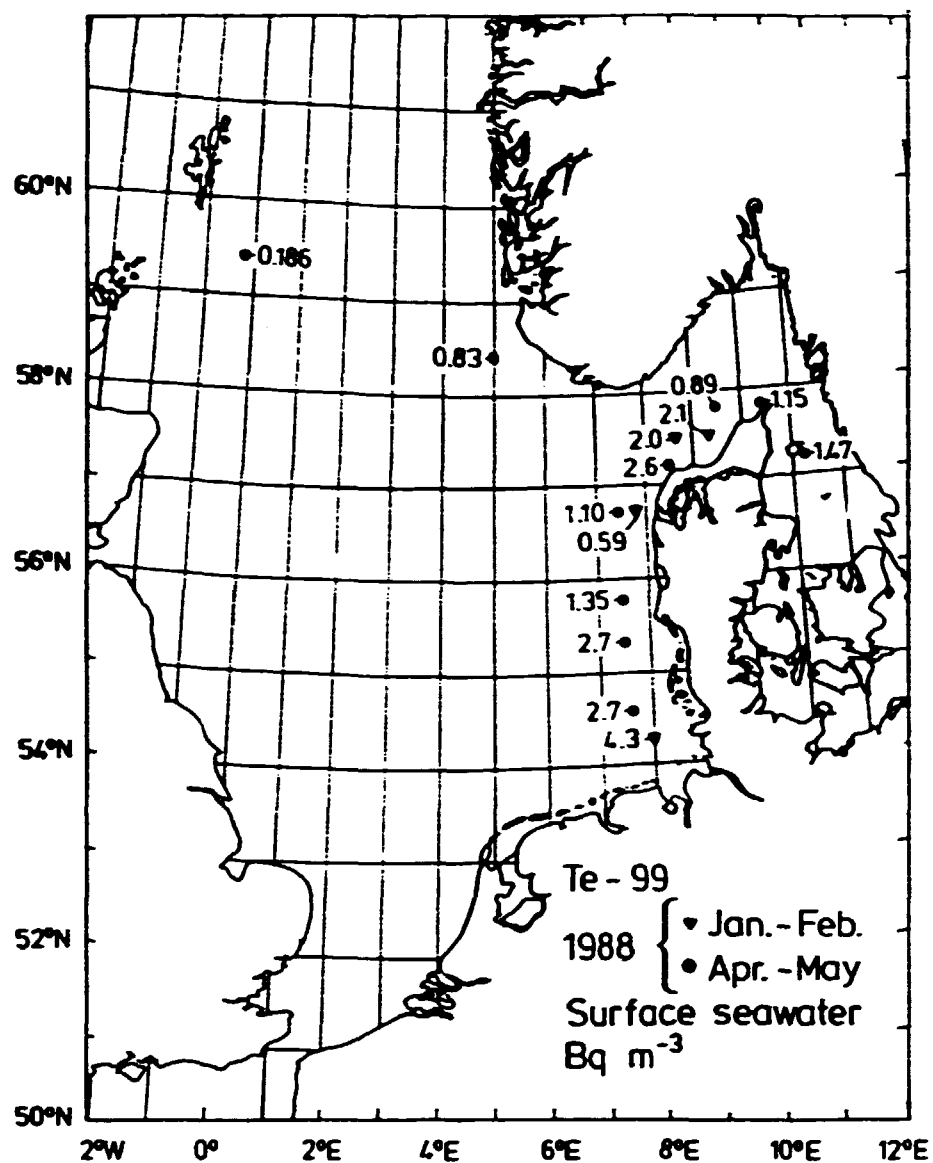 60°N
0.186
0.83
58°N
0.89
1.15
2.1
2.0
1.47
2.6
1.10
0.59
56°N
1.35
2.7
2.7
4.3
54°N
Te - 99
52°N
1988 { ▼ Jan. - Feb.
● Apr. - May
Surface seawater
Bq m⁻³
50°N
2°W 0° 2°E 4°E 6°E 8°E 10°E 12°E